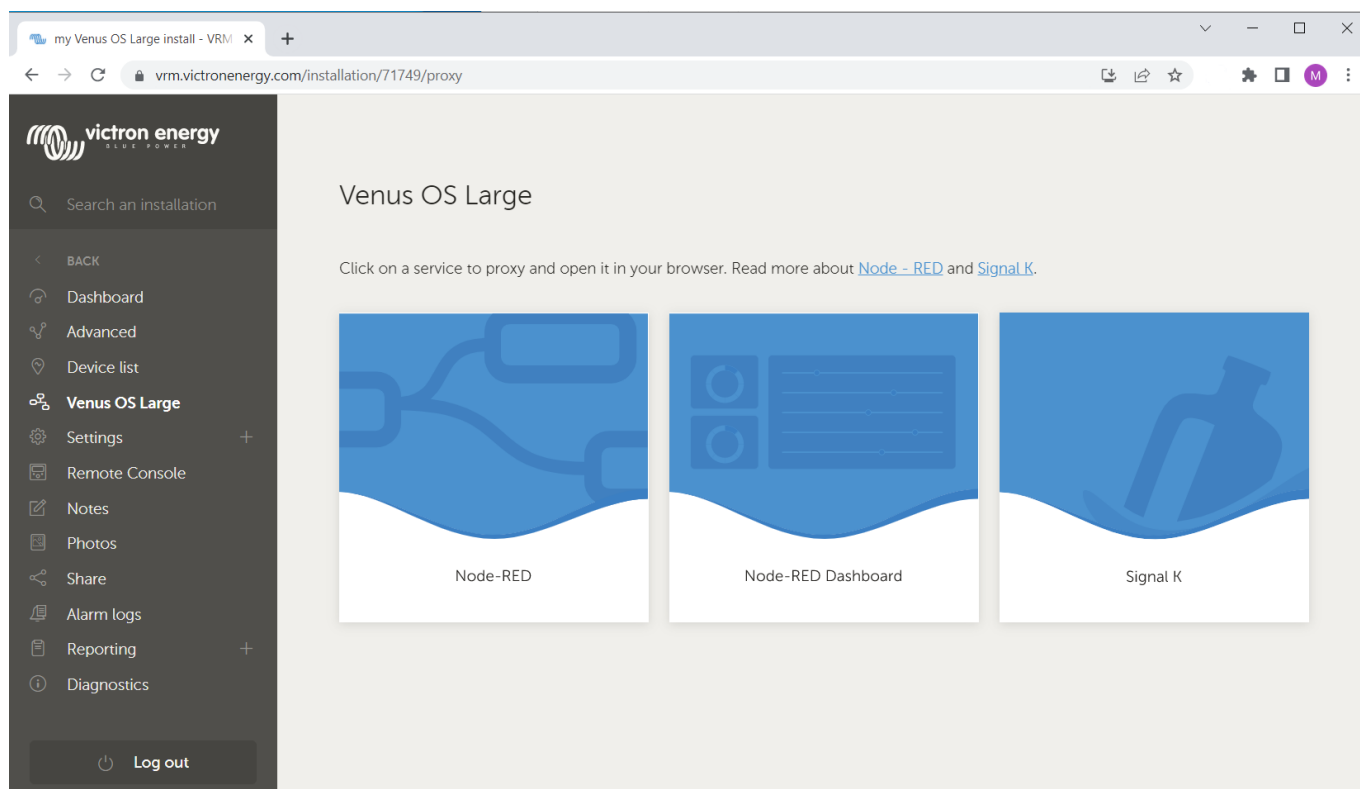 my Venus OS Large install - VRM
vrm.victronenergy.com/installation/71749/proxy
M
victron energy
BLUE POWER
Search an installation
BACK
Dashboard
Advanced
Device list
Venus OS Large
Settings
Remote Console
Notes
Photos
Share
Alarm logs
Reporting
Diagnostics
Log out
Venus OS Large
Click on a service to proxy and open it in your browser. Read more about Node - RED and Signal K.
Node-RED
Node-RED Dashboard
Signal K